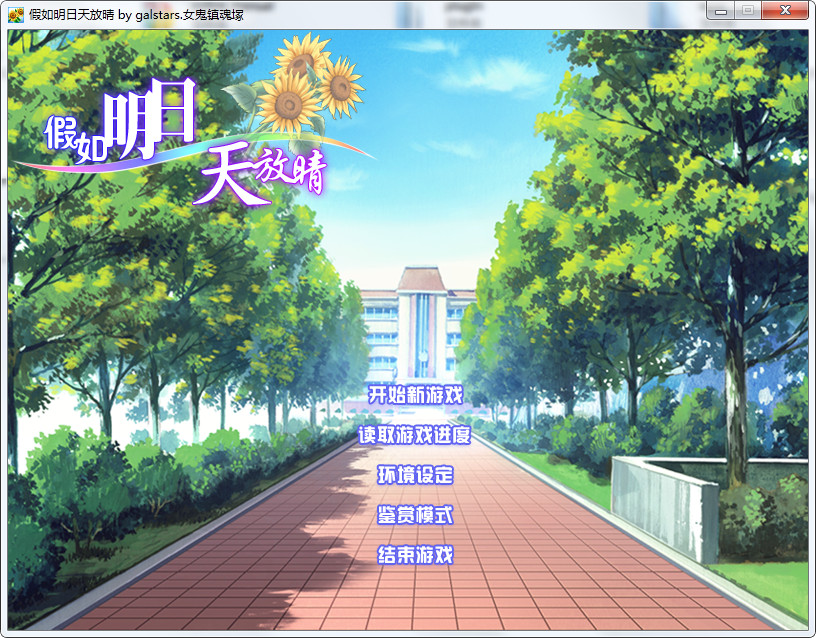 假如明日天放晴 by galstars.女鬼镇魂塚
假如明日
天放晴
开始新游戏
读取游戏进度
环境设定
鉴赏模式
结束游戏